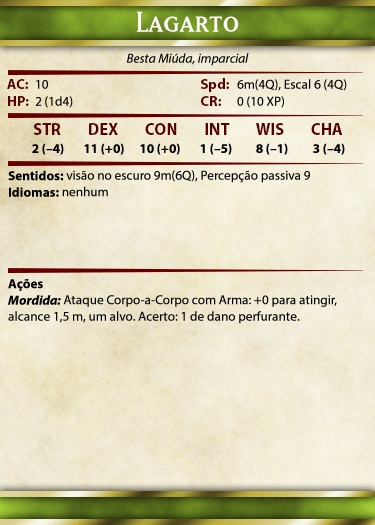 Lagarto
Besta Miúda, imparcial
AC: 10 Spd: 6m(4Q), Escal 6 (4Q)
HP: 2 (1d4) CR: 0 (10 XP)
STR DEX CON INT WIS CHA
2 (–4) 11 (+0) 10 (+0) 1 (–5) 8 (–1) 3 (–4)
Sentidos: visão no escuro 9m(6Q), Percepção passiva 9
Idiomas: nenhum
Ações
Mordida: Ataque Corpo-a-Corpo com Arma: +0 para atingir,
alcance 1,5 m, um alvo. Acerto: 1 de dano perfurante.